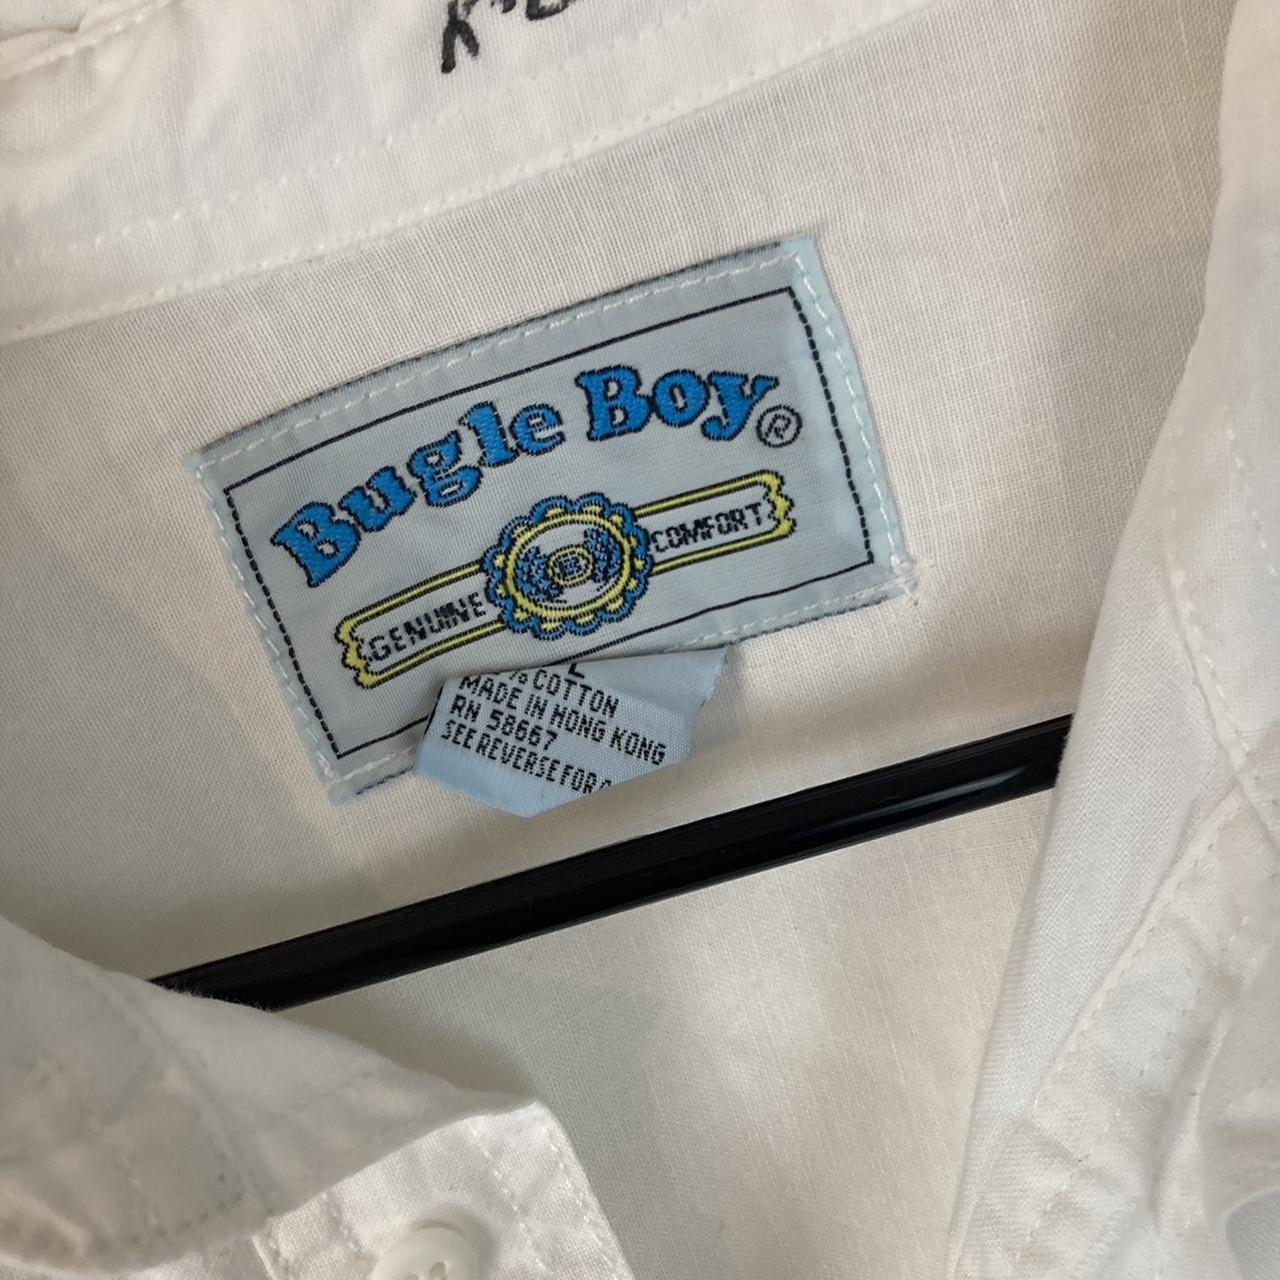 Bugle Boy®
GENUINE COMFORT
L
% COTTON
MADE IN HONG KONG
RN 58667
SEE REVERSE FOR